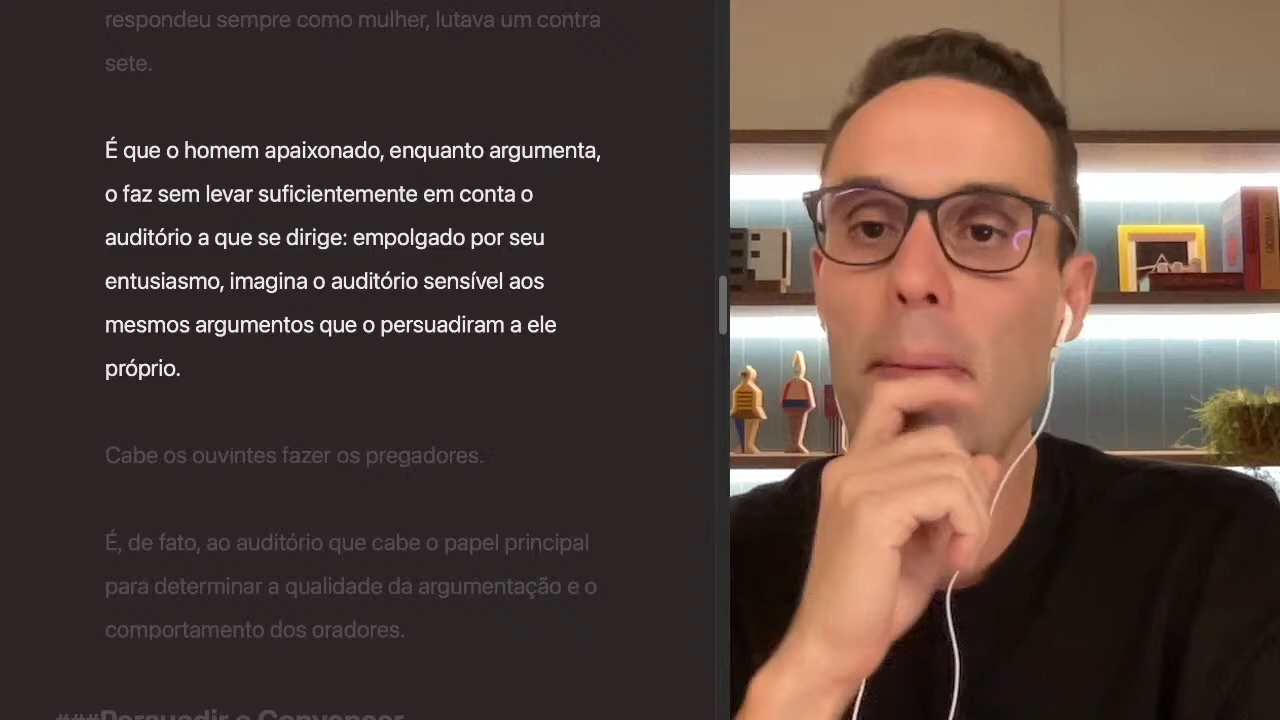 respondeu sempre como mulher, lutava um contra
sete.
É que o homem apaixonado, enquanto argumenta,
o faz sem levar suficientemente em conta o
auditório a que se dirige: empolgado por seu
entusiasmo, imagina o auditório sensível aos
mesmos argumentos que o persuadiram a ele
próprio.
Cabe os ouvintes fazer os pregadores.
É, de fato, ao auditório que cabe o papel principal
para determinar a qualidade da argumentação e o
comportamento dos oradores.
###Persuadir e Convencer